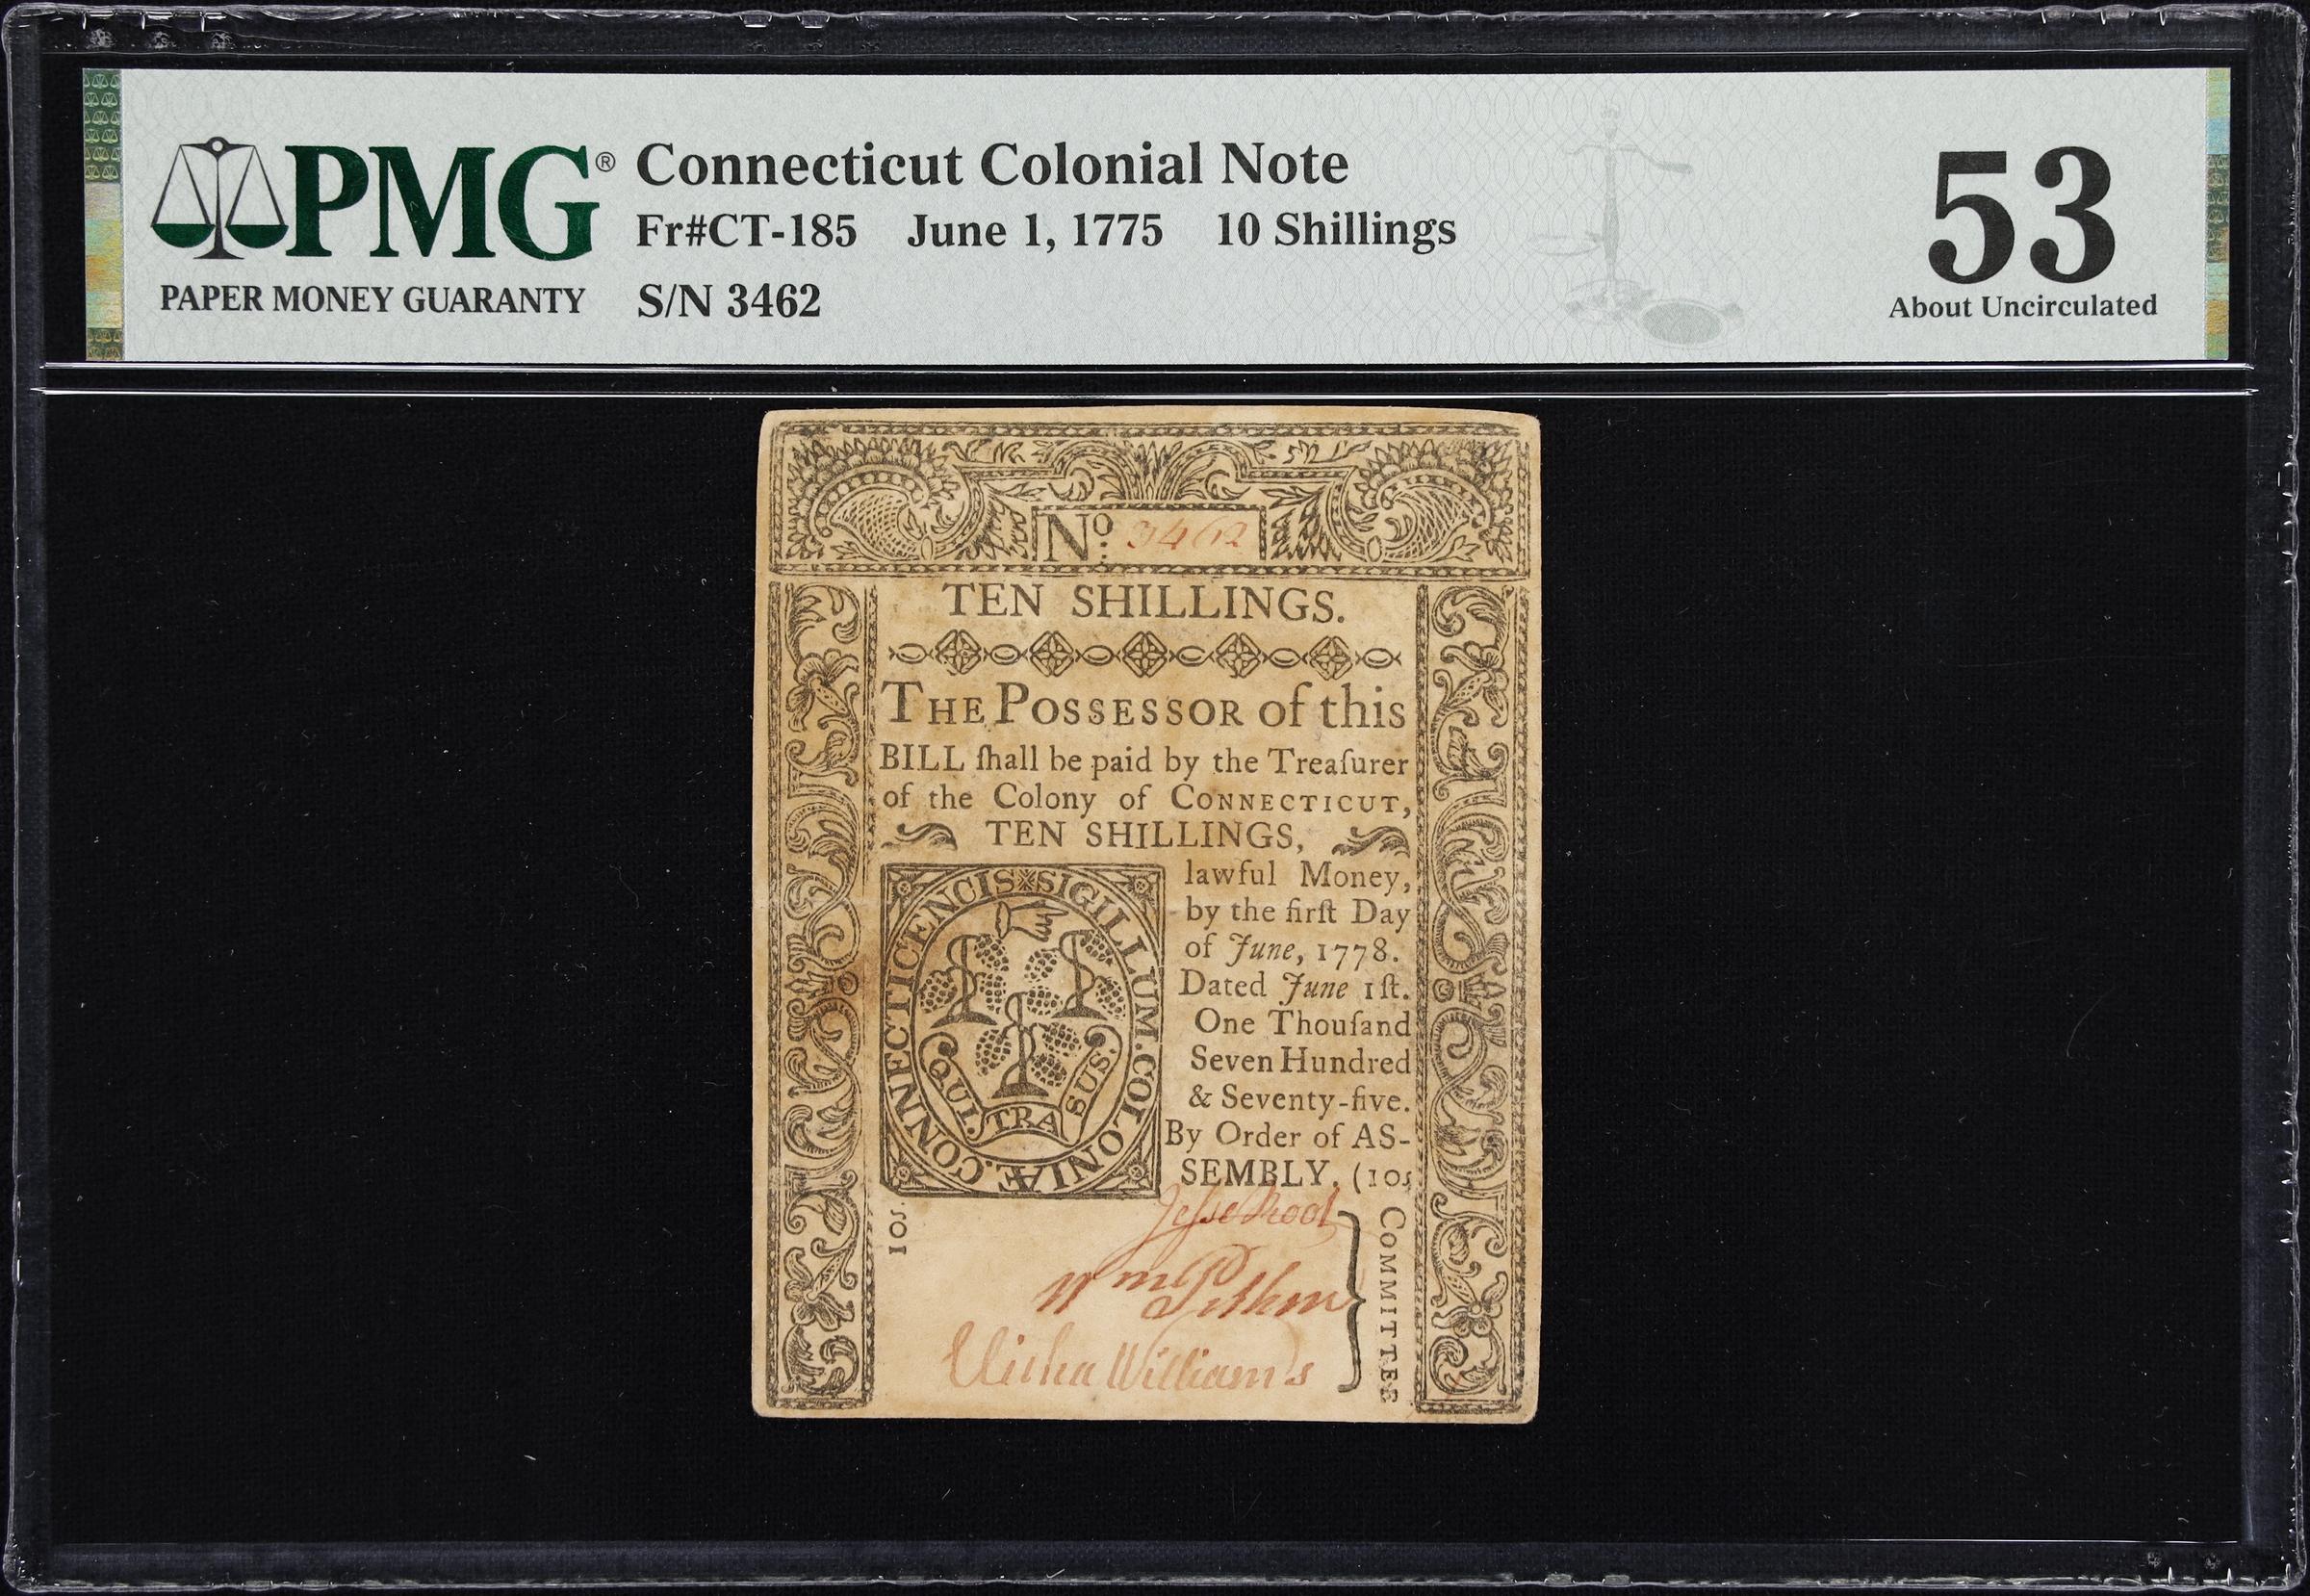 PMG®
PAPER MONEY GUARANTY
Connecticut Colonial Note
Fr#CT-185 June 1, 1775 10 Shillings
S/N 3462
53
About Uncirculated
No: 3462
TEN SHILLINGS.
THE POSSESSOR of this
BILL ſhall be paid by the Treaſurer
of the Colony of CONNECTICUT,
TEN SHILLINGS,
lawful Money,
by the firſt Day
of June, 1778.
Dated June 1ſt.
One Thouſand
Seven Hundred
& Seventy-five.
By Order of AS-
SEMBLY. (10s
SIGILLUM. COLONIÆ. CONNECTICENCIS
QUI. TRA SUS.
10s.
Jesse Root
Wm Pitkin
Elisha Williams
COMMITTEE